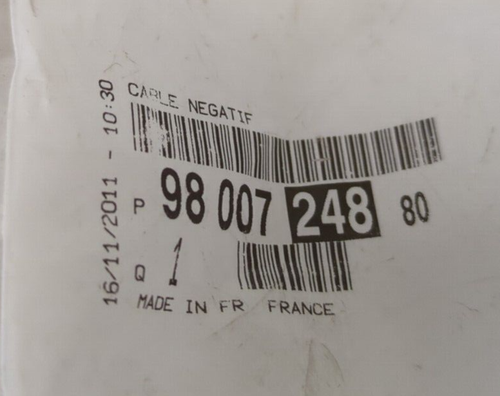 16/11/2011 - 10:30
CABLE NEGATIF
P 98 007 248 80
Q 1
MADE IN FR FRANCE